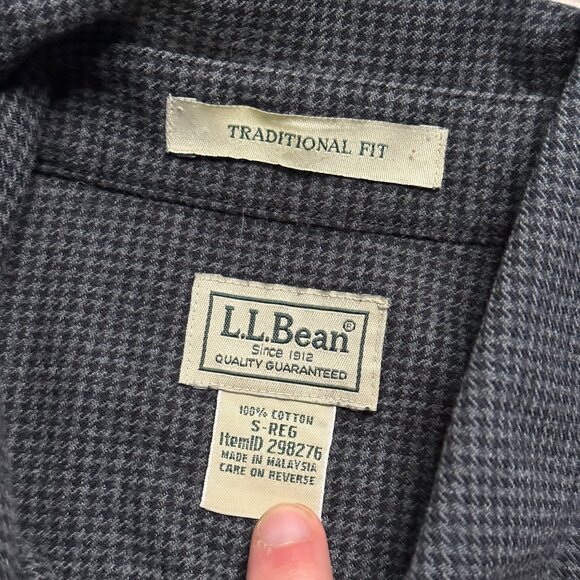 TRADITIONAL FIT
L.L.Bean®
Since 1912
QUALITY GUARANTEED
100% COTTON
S-REG
ItemID 298276
MADE IN MALAYSIA
CARE ON REVERSE